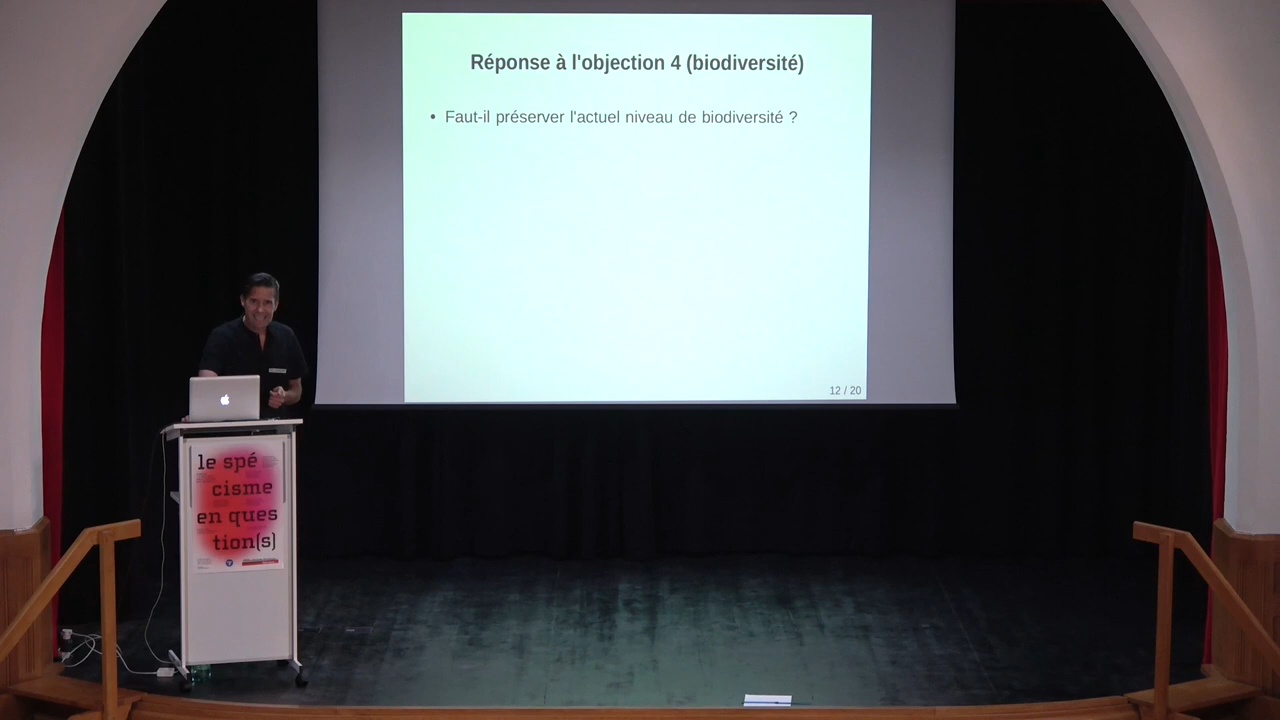 Réponse à l'objection 4 (biodiversité)
• Faut-il préserver l'actuel niveau de biodiversité ?
12 / 20
le spé
cisme
en ques
tion(s)